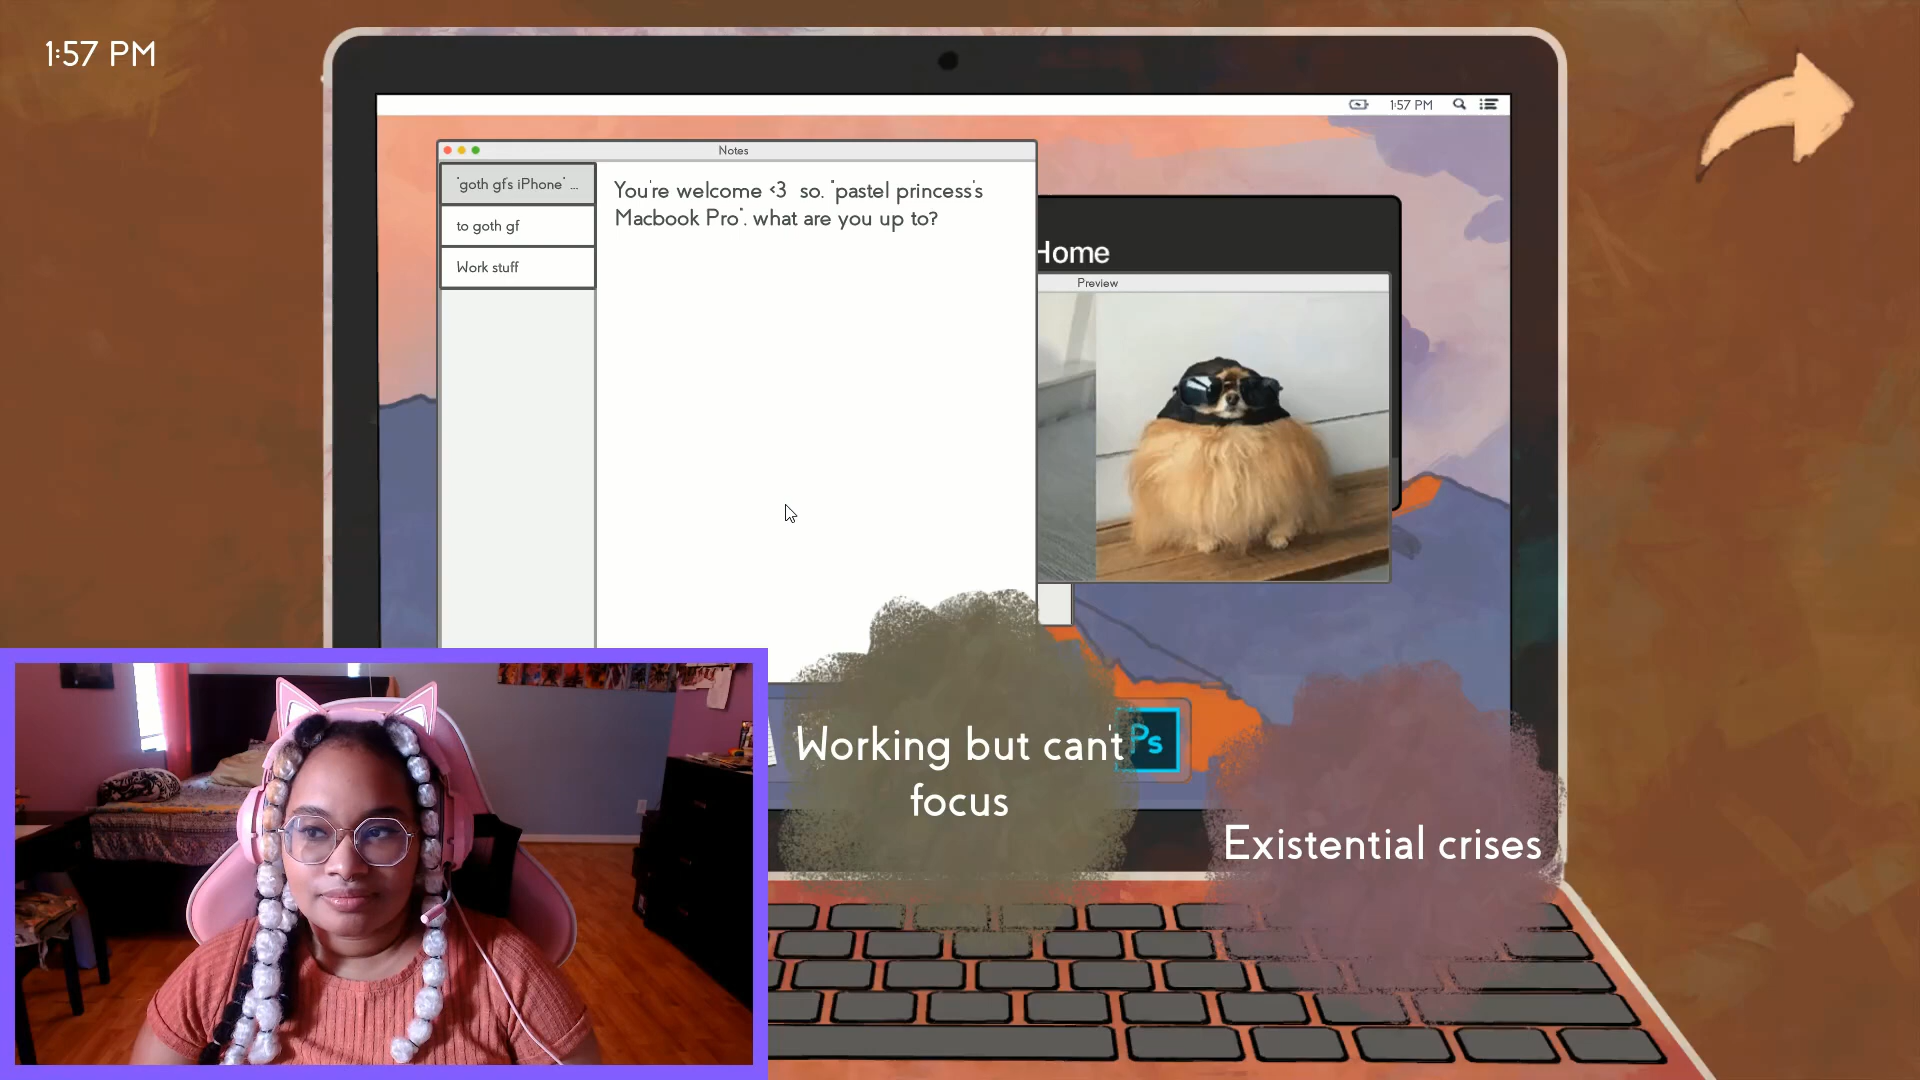 1:57 PM
1:57 PM
Notes
"goth gfs iPhone" ...
to goth gf
Work stuff
You're welcome <3 so. "pastel princess's
Macbook Pro". what are you up to?
Home
Preview
Working but can't
focus
Ps
Existential crises